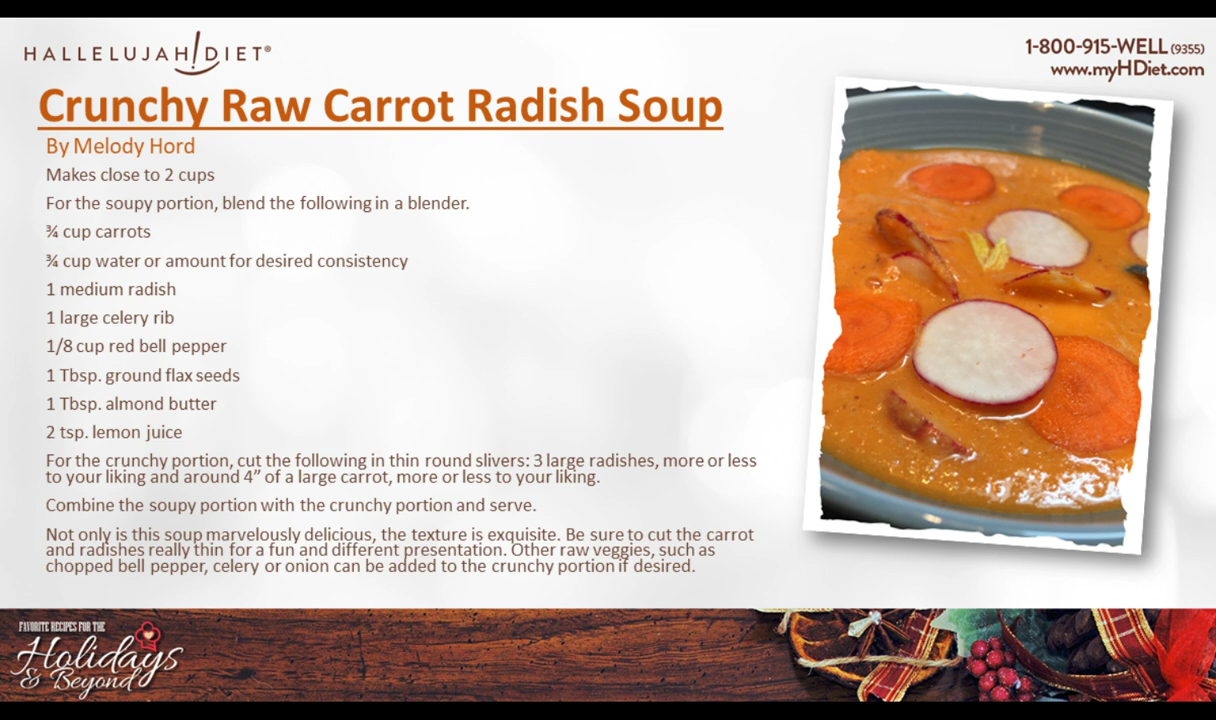 HALLELUJAH!DIET®
1-800-915-WELL (9355)
www.myHDiet.com
Crunchy Raw Carrot Radish Soup
By Melody Hord
Makes close to 2 cups
For the soupy portion, blend the following in a blender.
¾ cup carrots
¾ cup water or amount for desired consistency
1 medium radish
1 large celery rib
1/8 cup red bell pepper
1 Tbsp. ground flax seeds
1 Tbsp. almond butter
2 tsp. lemon juice
For the crunchy portion, cut the following in thin round slivers: 3 large radishes, more or less
to your liking and around 4” of a large carrot, more or less to your liking.
Combine the soupy portion with the crunchy portion and serve.
Not only is this soup marvelously delicious, the texture is exquisite. Be sure to cut the carrot
and radishes really thin for a fun and different presentation. Other raw veggies, such as
chopped bell pepper, celery or onion can be added to the crunchy portion if desired.
FAVORITE RECIPES FOR THE
Holidays
& Beyond